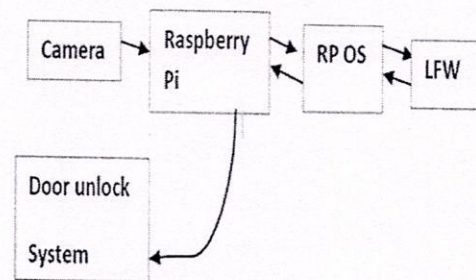 Camera
Raspberry
Pi
RP OS
LFW
Door unlock
System